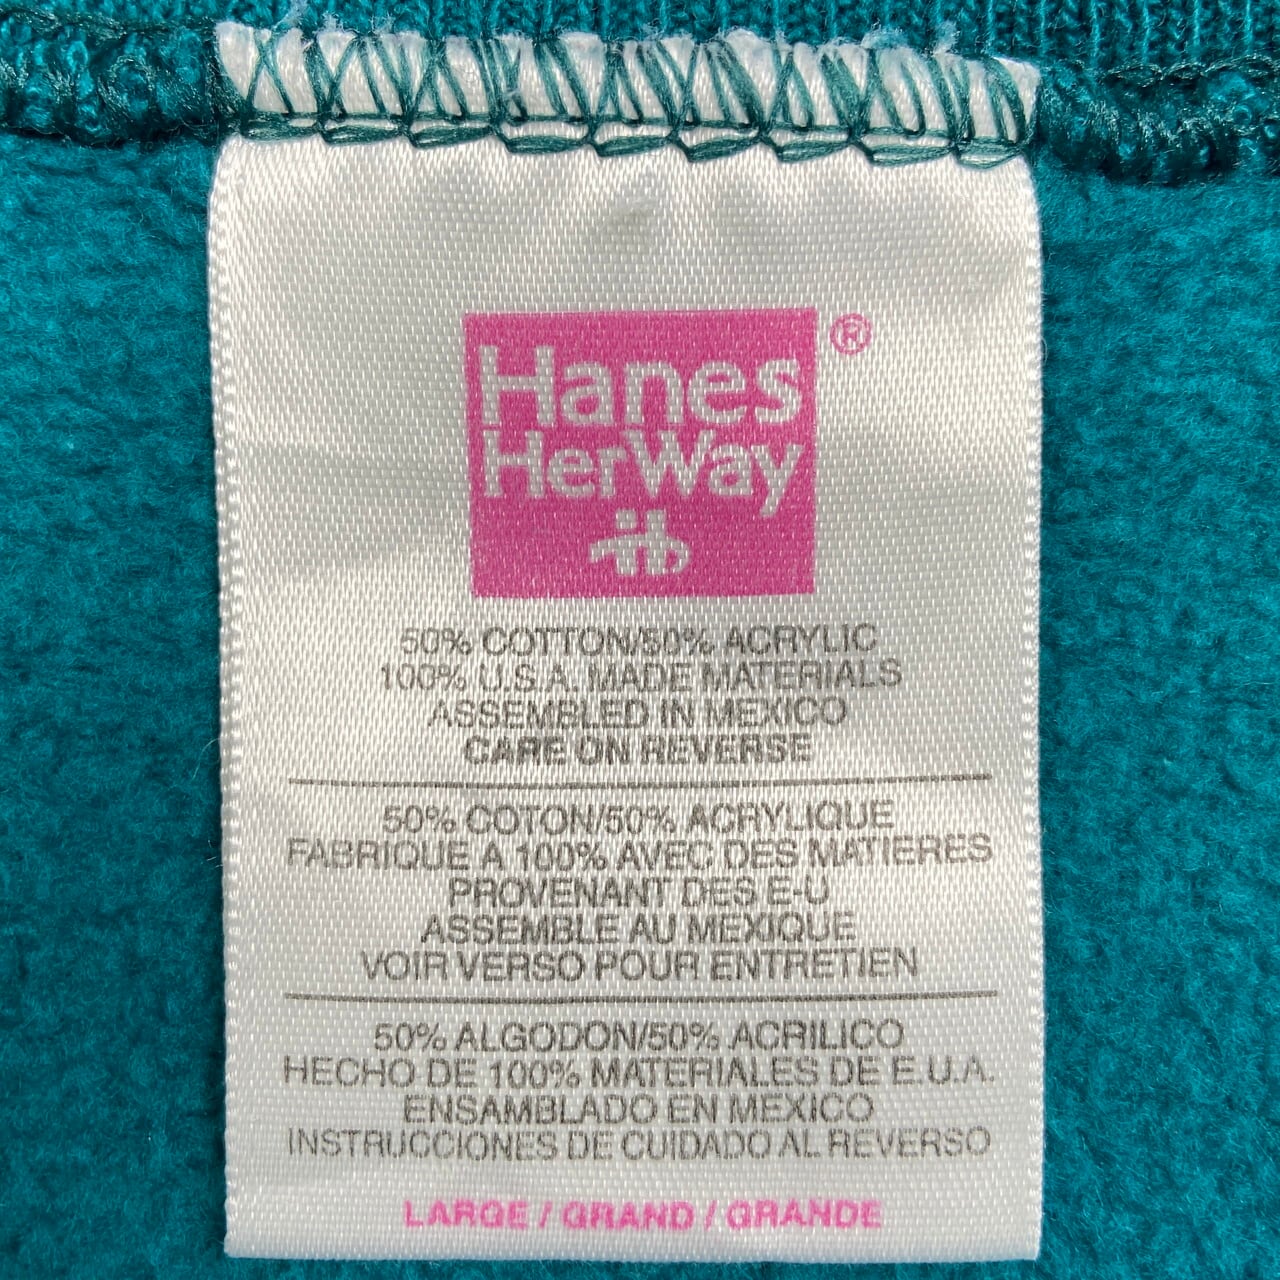 Hanes
HerWay
®
50% COTTON/50% ACRYLIC
100% U.S.A. MADE MATERIALS
ASSEMBLED IN MEXICO
CARE ON REVERSE
50% COTON/50% ACRYLIQUE
FABRIQUE A 100% AVEC DES MATIERES
PROVENANT DES E-U
ASSEMBLE AU MEXIQUE
VOIR VERSO POUR ENTRETIEN
50% ALGODON/50% ACRILICO
HECHO DE 100% MATERIALES DE E.U.A.
ENSAMBLADO EN MEXICO
INSTRUCCIONES DE CUIDADO AL REVERSO
LARGE / GRAND / GRANDE